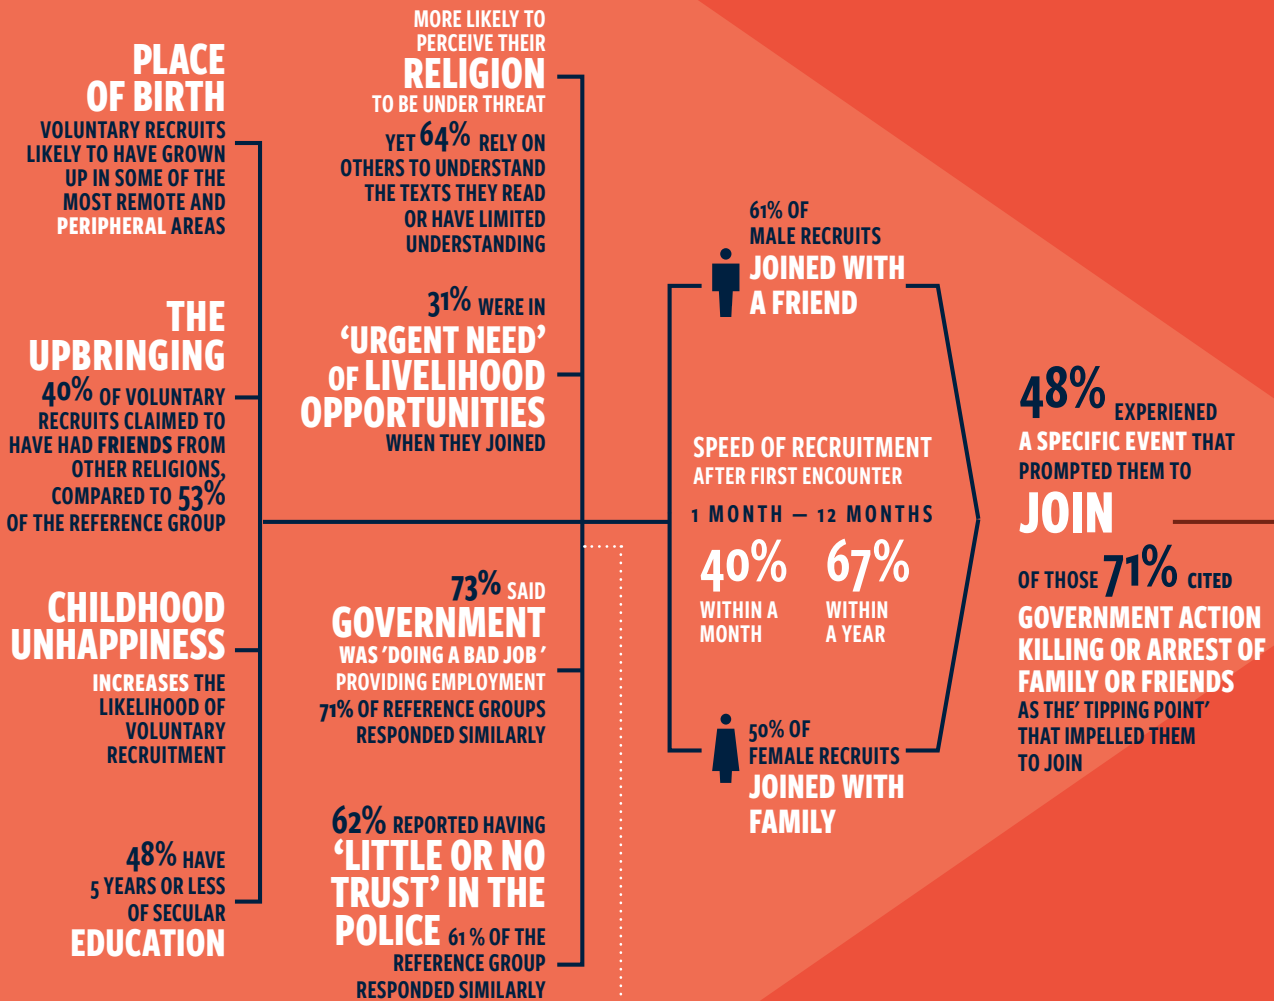 PLACE
OF BIRTH
VOLUNTARY RECRUITS
LIKELY TO HAVE GROWN
UP IN SOME OF THE
MOST REMOTE AND
PERIPHERAL AREAS
THE
UPBRINGING
40% OF VOLUNTARY
RECRUITS CLAIMED TO
HAVE HAD FRIENDS FROM
OTHER RELIGIONS,
COMPARED TO 53%
OF THE REFERENCE GROUP
CHILDHOOD
UNHAPPINESS
INCREASES THE
LIKELIHOOD OF
VOLUNTARY
RECRUITMENT
48% HAVE
5 YEARS OR LESS
OF SECULAR
EDUCATION
MORE LIKELY TO
PERCEIVE THEIR
RELIGION
TO BE UNDER THREAT
YET 64% RELY ON
OTHERS TO UNDERSTAND
THE TEXTS THEY READ
OR HAVE LIMITED
UNDERSTANDING
31% WERE IN
‘URGENT NEED’
OF LIVELIHOOD
OPPORTUNITIES
WHEN THEY JOINED
73% SAID
GOVERNMENT
WAS ’DOING A BAD JOB ’
PROVIDING EMPLOYMENT
71% OF REFERENCE GROUPS
RESPONDED SIMILARLY
62% REPORTED HAVING
‘LITTLE OR NO
TRUST’ IN THE
POLICE 61 % OF THE
REFERENCE GROUP
RESPONDED SIMILARLY
61% OF
MALE RECRUITS
JOINED WITH
A FRIEND
SPEED OF RECRUITMENT
AFTER FIRST ENCOUNTER
1 MONTH — 12 MONTHS
40% 67%
WITHIN A WITHIN
MONTH A YEAR
50% OF
FEMALE RECRUITS
JOINED WITH
FAMILY
48% EXPERIENCED
A SPECIFIC EVENT THAT
PROMPTED THEM TO
JOIN
OF THOSE 71% CITED
GOVERNMENT ACTION
KILLING OR ARREST OF
FAMILY OR FRIENDS
AS THE’ TIPPING POINT’
THAT IMPELLED THEM
TO JOIN